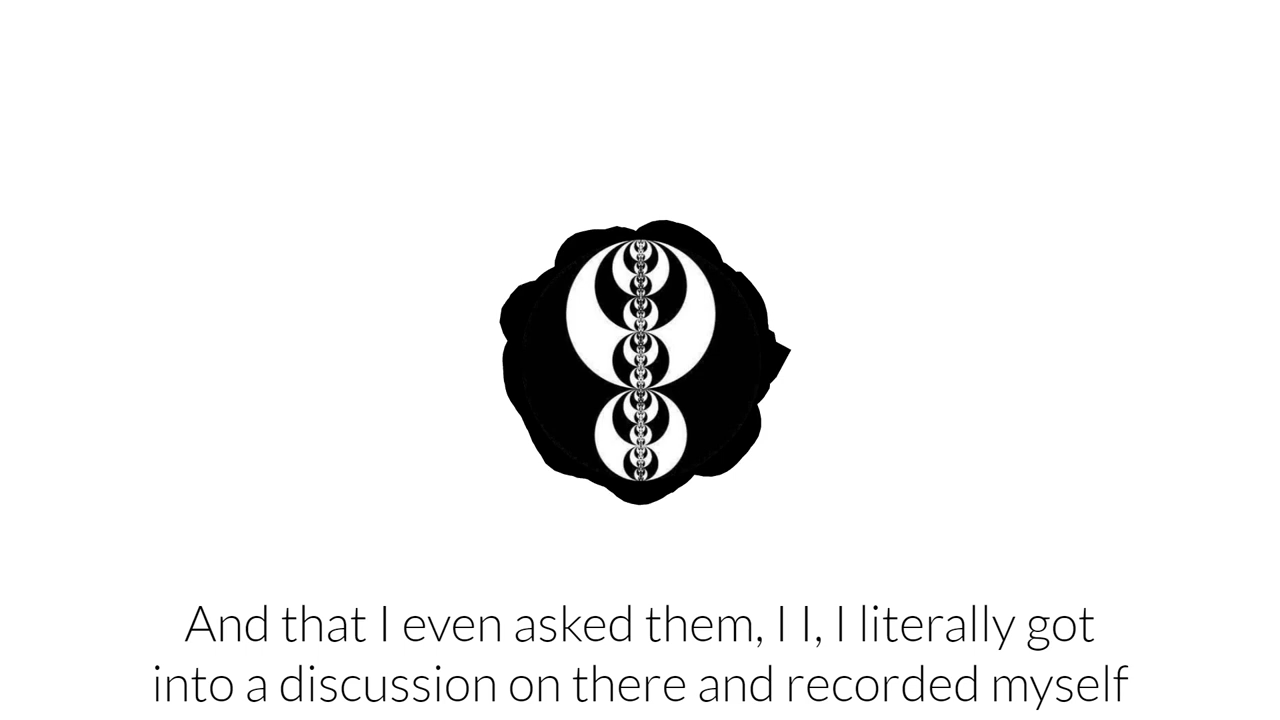 And that I even asked them, I I, I literally got
into a discussion on there and recorded myself